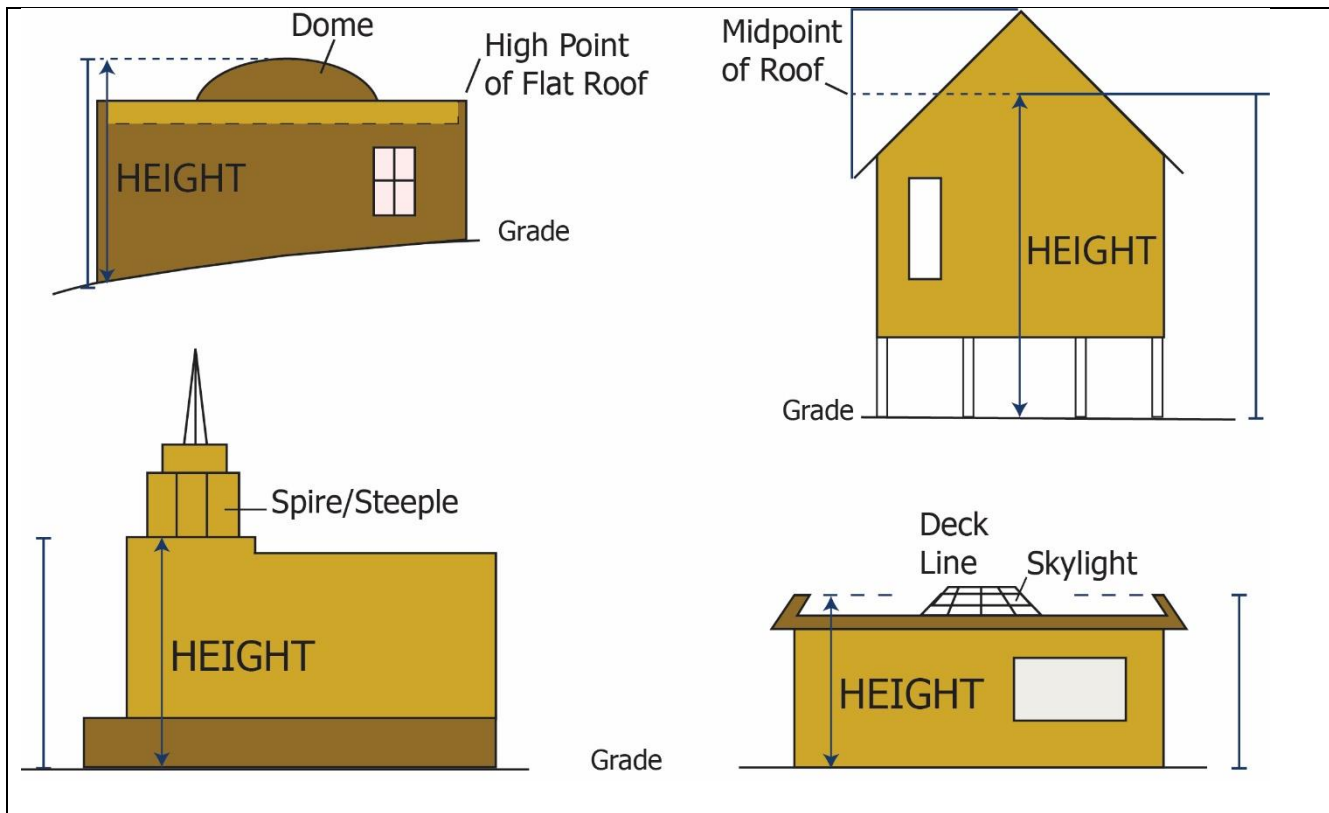 Dome
High Point
of Flat Roof
HEIGHT
Grade
Midpoint
of Roof
HEIGHT
Grade
Spire/Steeple
HEIGHT
Grade
Deck
Line
Skylight
HEIGHT